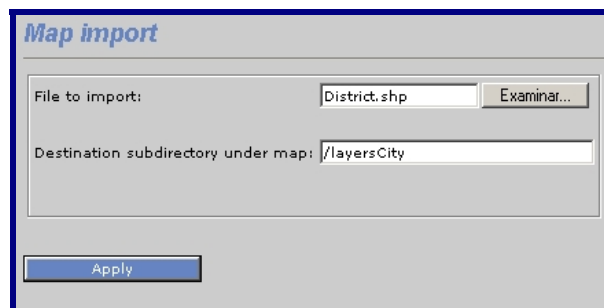 Map import
File to import: District.shp Examinar...
Destination subdirectory under map: /layersCity
Apply